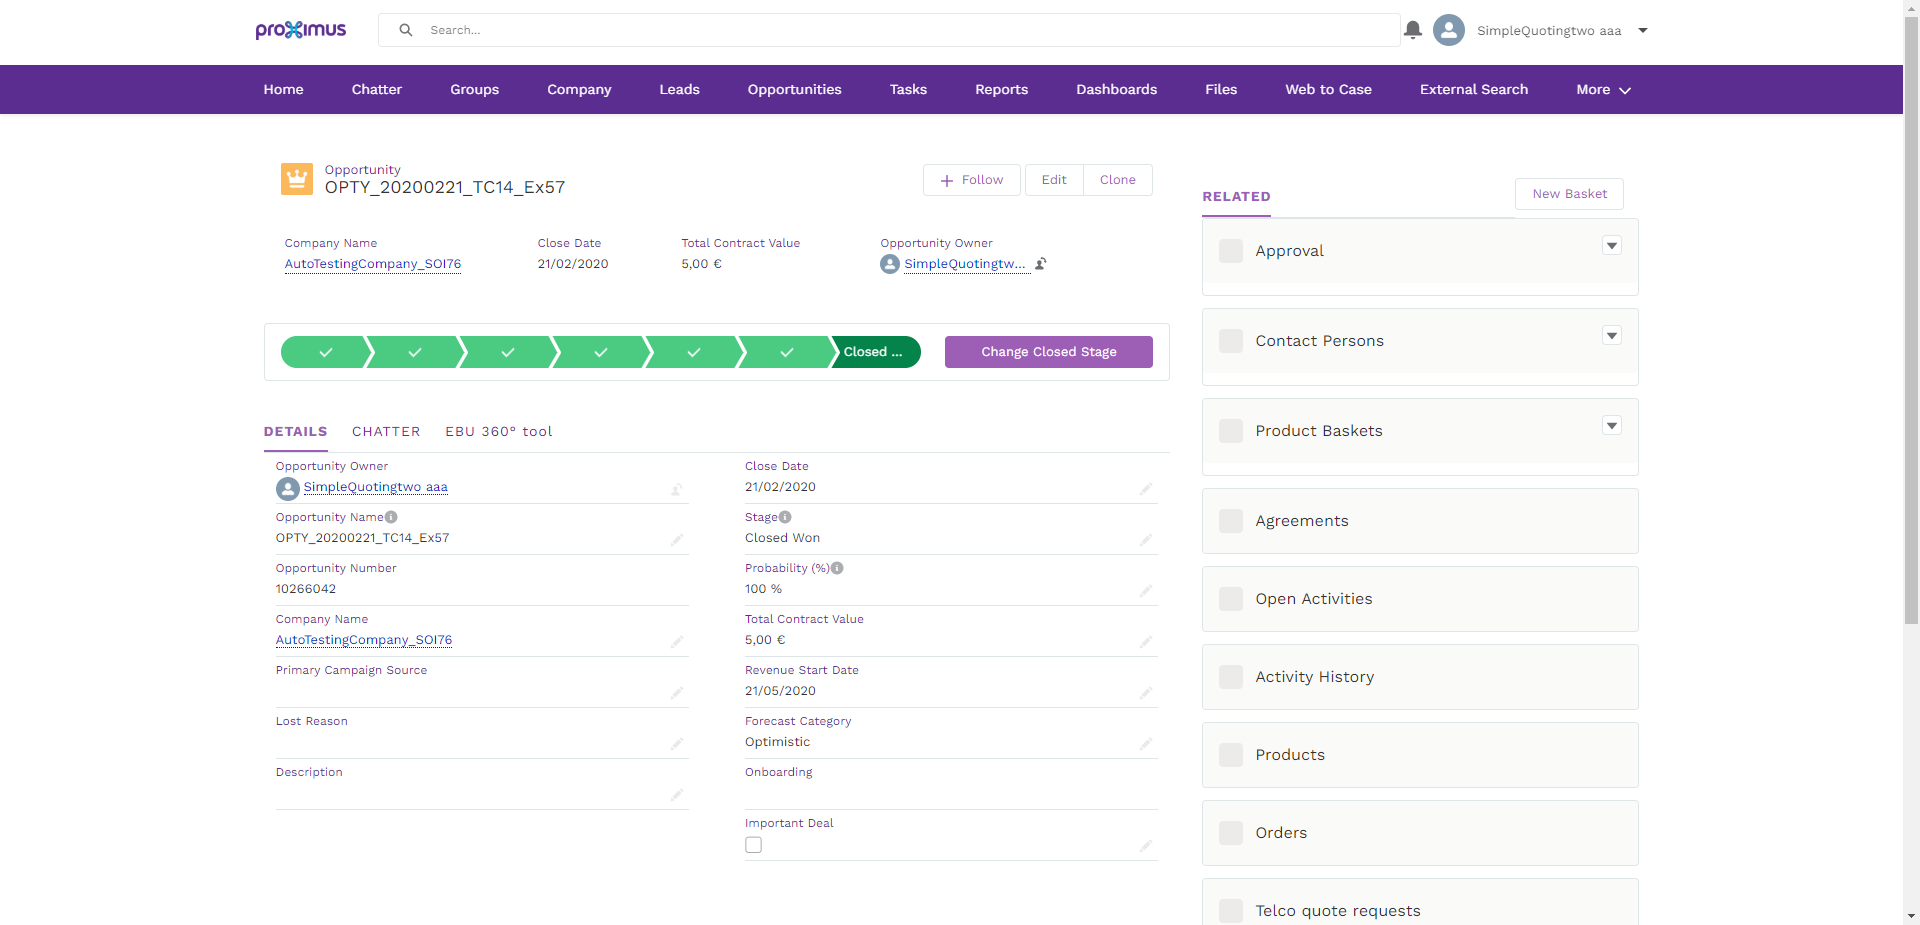 proximus
Search...
SimpleQuotingtwo aaa
Home Chatter Groups Company Leads Opportunities Tasks Reports Dashboards Files Web to Case External Search More
Opportunity
OPTY_20200221_TC14_Ex57
Follow Edit Clone
Company Name Close Date Total Contract Value Opportunity Owner
AutoTestingCompany_SOI76 21/02/2020 5,00 € SimpleQuotingtw...
Closed ...
Change Closed Stage
DETAILS CHATTER EBU 360° tool
Opportunity Owner
SimpleQuotingtwo aaa
Opportunity Name
OPTY_20200221_TC14_Ex57
Opportunity Number
10266042
Company Name
AutoTestingCompany_SOI76
Primary Campaign Source
Lost Reason
Description
Close Date
21/02/2020
Stage
Closed Won
Probability (%)
100 %
Total Contract Value
5,00 €
Revenue Start Date
21/05/2020
Forecast Category
Optimistic
Onboarding
Important Deal
RELATED
New Basket
Approval
Contact Persons
Product Baskets
Agreements
Open Activities
Activity History
Products
Orders
Telco quote requests